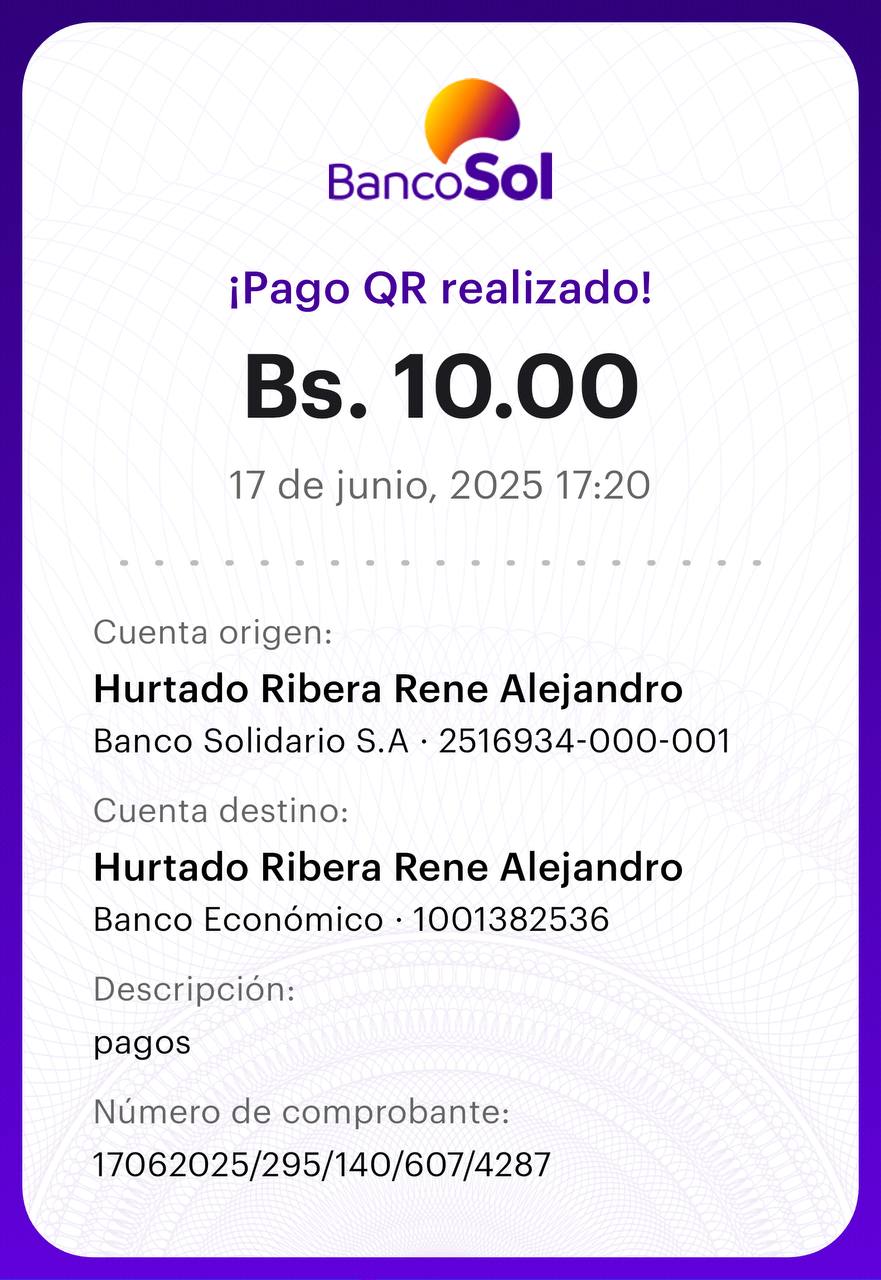 BancoSol
¡Pago QR realizado!
Bs. 10.00
17 de junio, 2025 17:20
Cuenta origen:
Hurtado Ribera Rene Alejandro
Banco Solidario S.A · 2516934-000-001
Cuenta destino:
Hurtado Ribera Rene Alejandro
Banco Económico · 1001382536
Descripción:
pagos
Número de comprobante:
17062025/295/140/607/4287